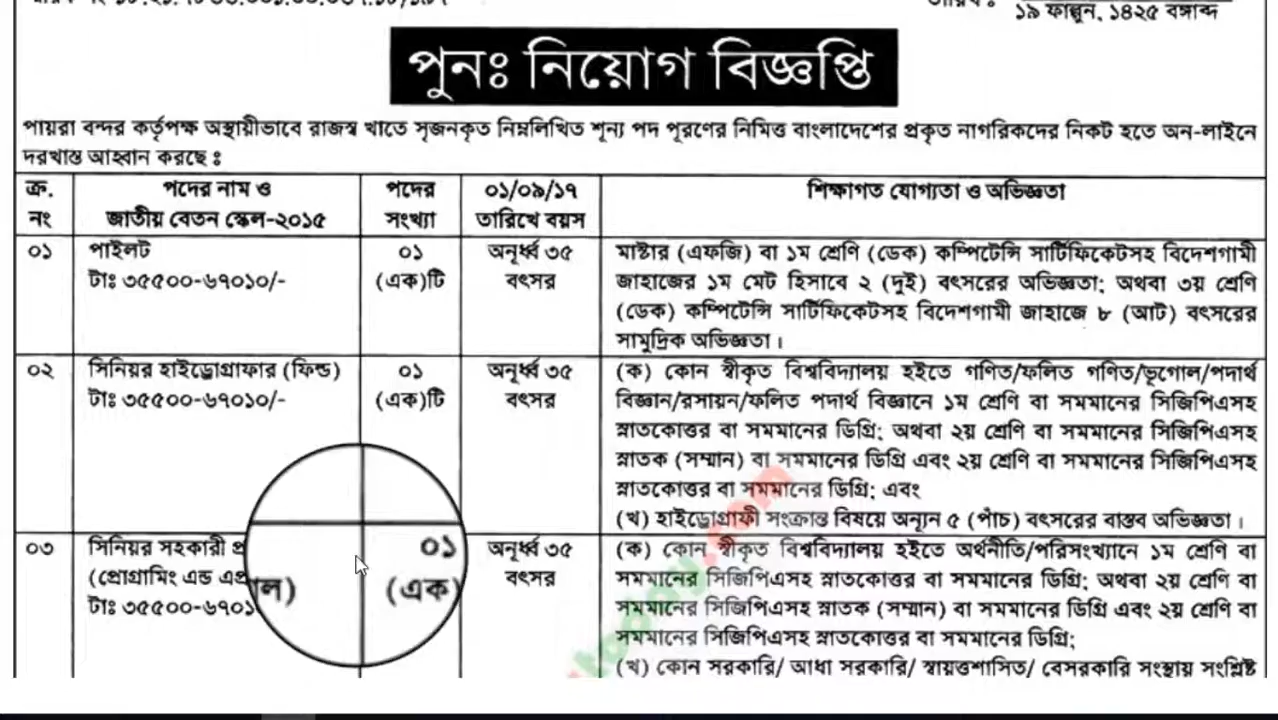 ১৯ ফাল্গুন, ১৪২৫ বঙ্গাব্দ
পুনঃ নিয়োগ বিজ্ঞপ্তি
পায়রা বন্দর কর্তৃপক্ষ অস্থায়ীভাবে রাজস্ব খাতে সৃজনকৃত নিম্নলিখিত শূন্য পদ পূরণের নিমিত্ত বাংলাদেশের প্রকৃত নাগরিকদের নিকট হতে অন-লাইনে
দরখাস্ত আহ্বান করছে ঃ
ক্র. নং
পদের নাম ও
জাতীয় বেতন স্কেল-২০১৫
পদের
সংখ্যা
০১/০৯/১৭
তারিখে বয়স
শিক্ষাগত যোগ্যতা ও অভিজ্ঞতা
০১
পাইলট
টাঃ ৩৫৫০০-৬৭০১০/-
০১
(এক)টি
অনূর্ধ্ব ৩৫
বৎসর
মাস্টার (এফজি) বা ১ম শ্রেণি (ডেক) কম্পিটেন্সি সার্টিফিকেটসহ বিদেশগামী
জাহাজের ১ম মেট হিসাবে ২ (দুই) বৎসরের অভিজ্ঞতা; অথবা ৩য় শ্রেণি
(ডেক) কম্পিটেন্সি সার্টিফিকেটসহ বিদেশগামী জাহাজে ৮ (আট) বৎসরের
সামুদ্রিক অভিজ্ঞতা।
০২
সিনিয়র হাইড্রোগ্রাফার (ফিল্ড)
টাঃ ৩৫৫০০-৬৭০১০/-
০১
(এক)টি
অনূর্ধ্ব ৩৫
বৎসর
(ক) কোন স্বীকৃত বিশ্ববিদ্যালয় হইতে গণিত/ফলিত গণিত/ভূগোল/পদার্থ
বিজ্ঞান/রসায়ন/ফলিত পদার্থ বিজ্ঞানে ১ম শ্রেণি বা সমমানের সিজিপিএসহ
স্নাতকোত্তর বা সমমানের ডিগ্রি; অথবা ২য় শ্রেণি বা সমমানের সিজিপিএসহ
স্নাতক (সম্মান) বা সমমানের ডিগ্রি এবং ২য় শ্রেণি বা সমমানের সিজিপিএসহ
স্নাতকোত্তর বা সমমানের ডিগ্রি; এবং
(খ) হাইড্রোগ্রাফী সংক্রান্ত বিষয়ে অন্যূন ৫ (পাঁচ) বৎসরের বাস্তব অভিজ্ঞতা।
০৩
সিনিয়র সহকারী
(প্রোগ্রামিং এন্ড
টাঃ ৩৫৫০০-৬৭০১
০১
(এক)
অনূর্ধ্ব ৩৫
বৎসর
(ক) কোন স্বীকৃত বিশ্ববিদ্যালয় হইতে অর্থনীতি/পরিসংখ্যানে ১ম শ্রেণি বা
সমমানের সিজিপিএসহ স্নাতকোত্তর বা সমমানের ডিগ্রি; অথবা ২য় শ্রেণি বা
সমমানের সিজিপিএসহ স্নাতক (সম্মান) বা সমমানের ডিগ্রি এবং ২য় শ্রেণি বা
সমমানের সিজিপিএসহ স্নাতকোত্তর বা সমমানের ডিগ্রি;
(খ) কোন সরকারি/ আধা সরকারি/ স্বায়ত্তশাসিত/ বেসরকারি সংস্থায় সংশ্লিষ্ট